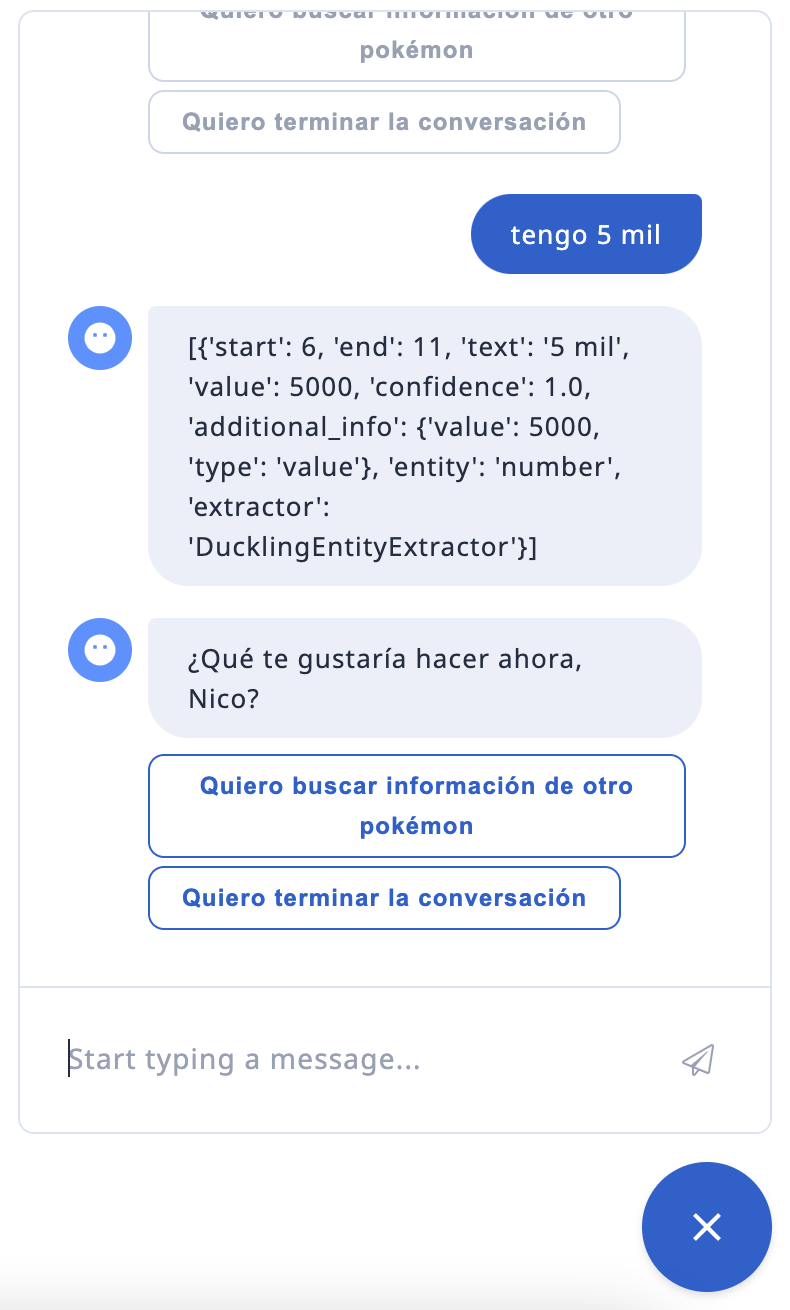 Quiero buscar información de otro
pokémon
Quiero terminar la conversación
tengo 5 mil
[{'start': 6, 'end': 11, 'text': '5 mil',
'value': 5000, 'confidence': 1.0,
'additional_info': {'value': 5000,
'type': 'value'}, 'entity': 'number',
'extractor':
'DucklingEntityExtractor'}]
¿Qué te gustaría hacer ahora,
Nico?
Quiero buscar información de otro
pokémon
Quiero terminar la conversación
Start typing a message...